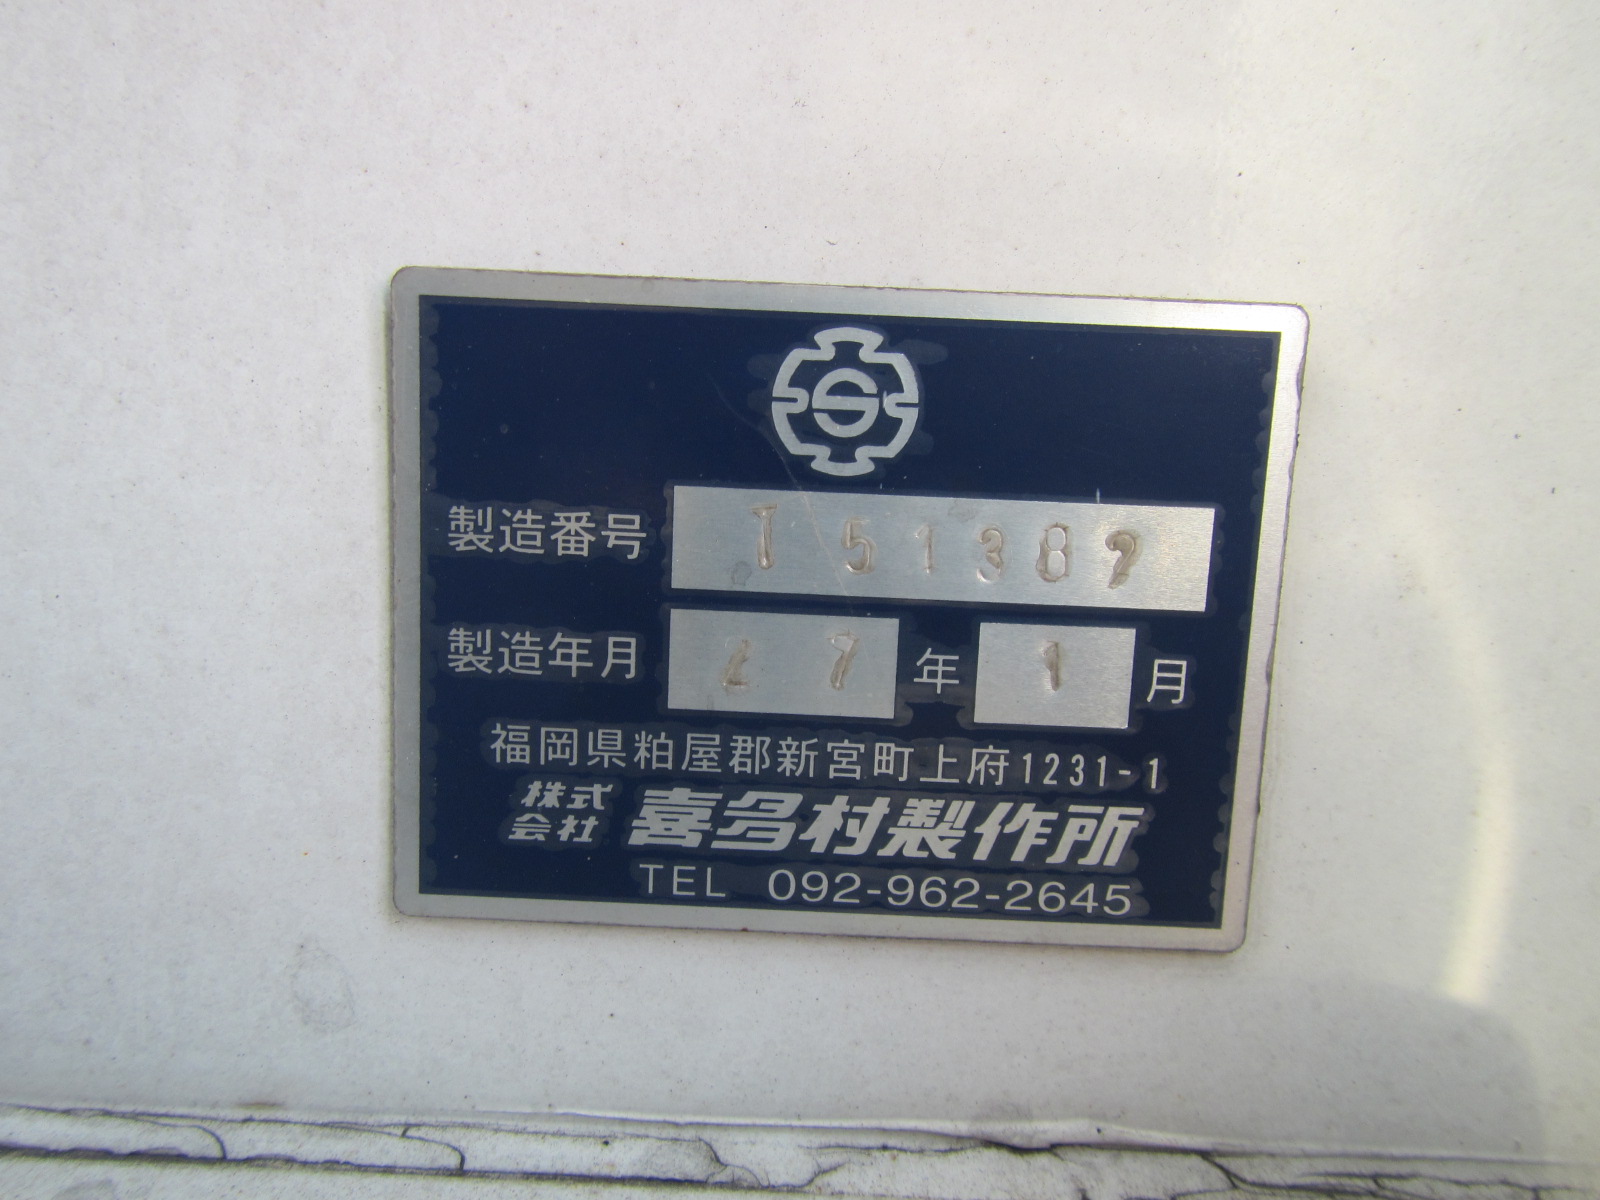 S
製造番号 T51389
製造年月 27年 1月
福岡県粕屋郡新宮町上府1231-1
株式会社 喜多村製作所
TEL 092-962-2645